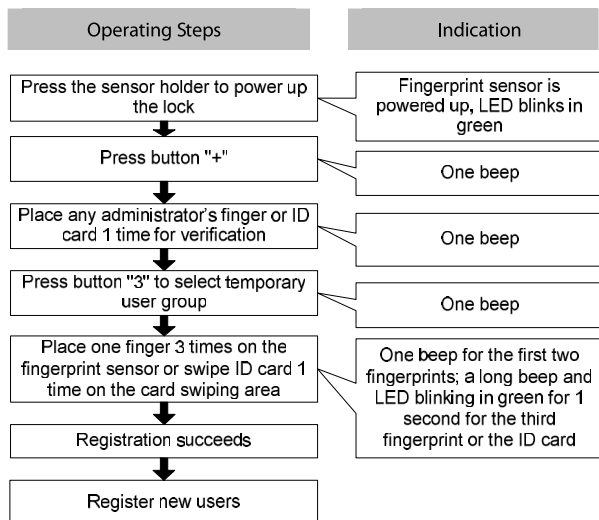 Operating Steps
Indication
Press the sensor holder to power up
the lock
Fingerprint sensor is
powered up, LED blinks in
green
Press button "+"
One beep
Place any administrator's finger or ID
card 1 time for verification
One beep
Press button "3" to select temporary
user group
One beep
Place one finger 3 times on the
fingerprint sensor or swipe ID card 1
time on the card swiping area
One beep for the first two
fingerprints; a long beep and
LED blinking in green for 1
second for the third
fingerprint or the ID card
Registration succeeds
Register new users